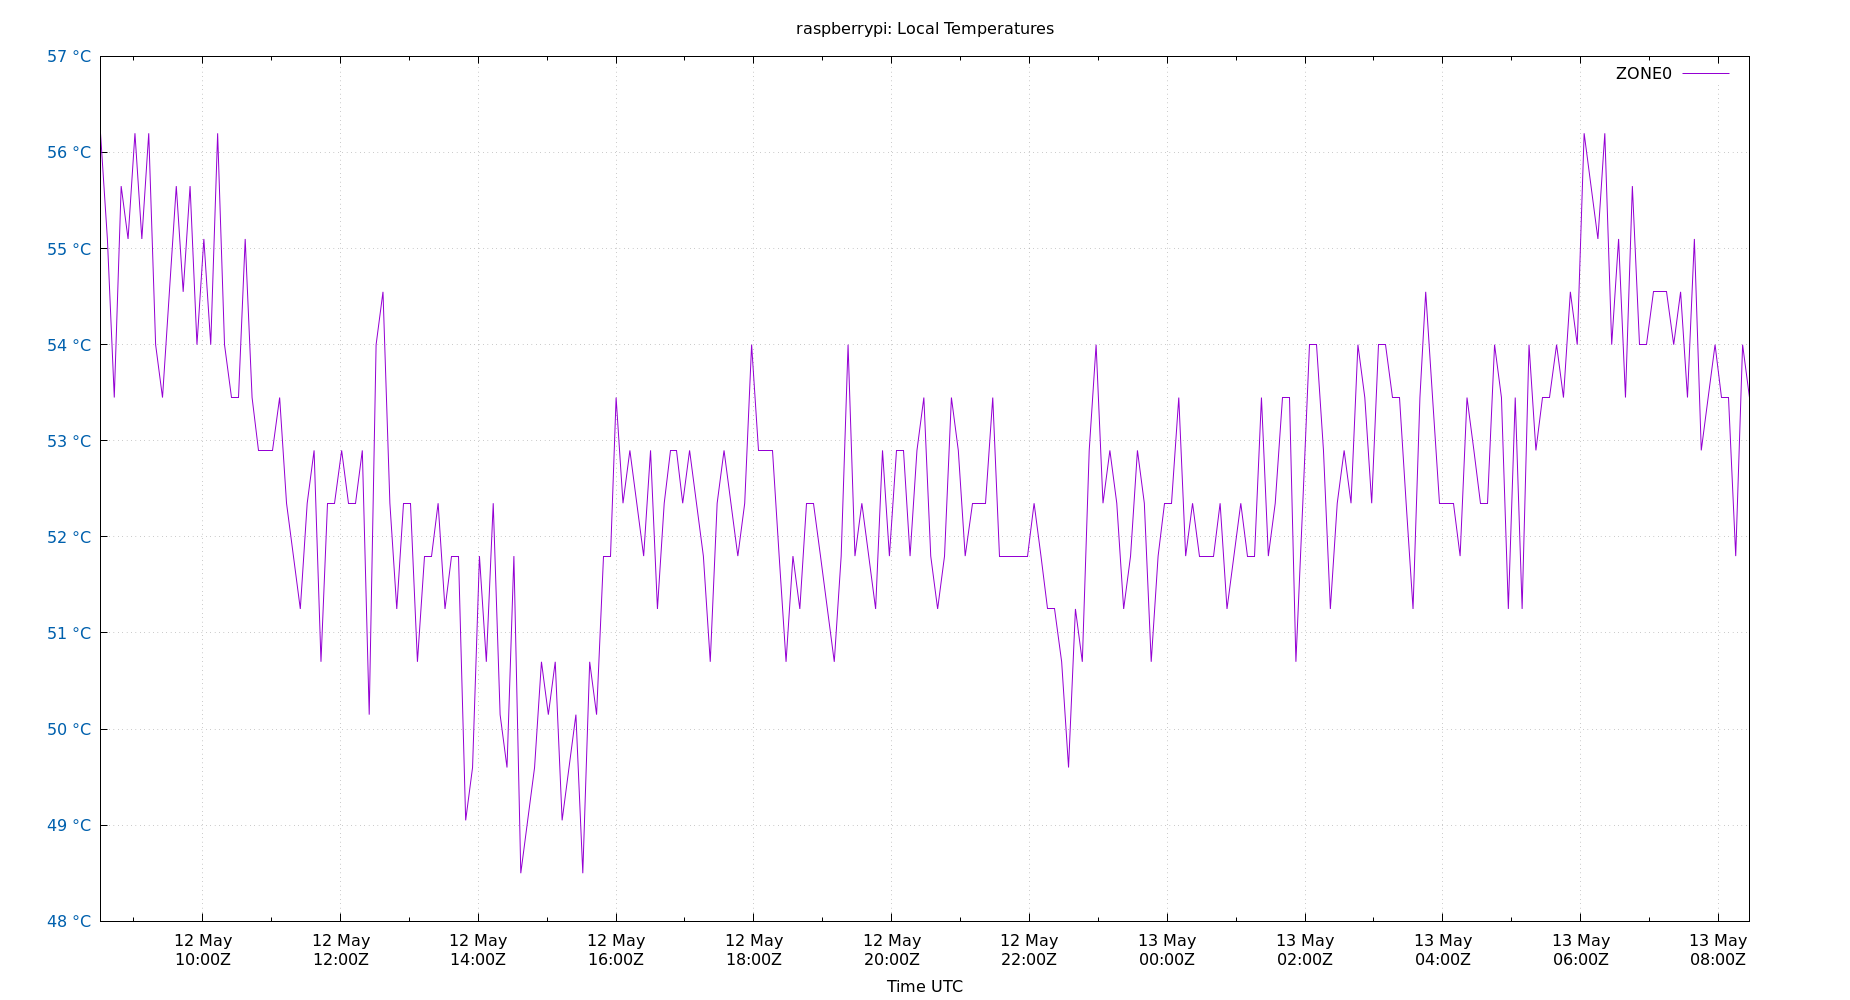 raspberrypi: Local Temperatures
57 °C
56 °C
55 °C
54 °C
53 °C
52 °C
51 °C
50 °C
49 °C
48 °C
ZONE0
12 May 12 May 12 May 12 May 12 May 12 May 12 May 13 May 13 May 13 May 13 May 13 May
10:00Z 12:00Z 14:00Z 16:00Z 18:00Z 20:00Z 22:00Z 00:00Z 02:00Z 04:00Z 06:00Z 08:00Z
Time UTC